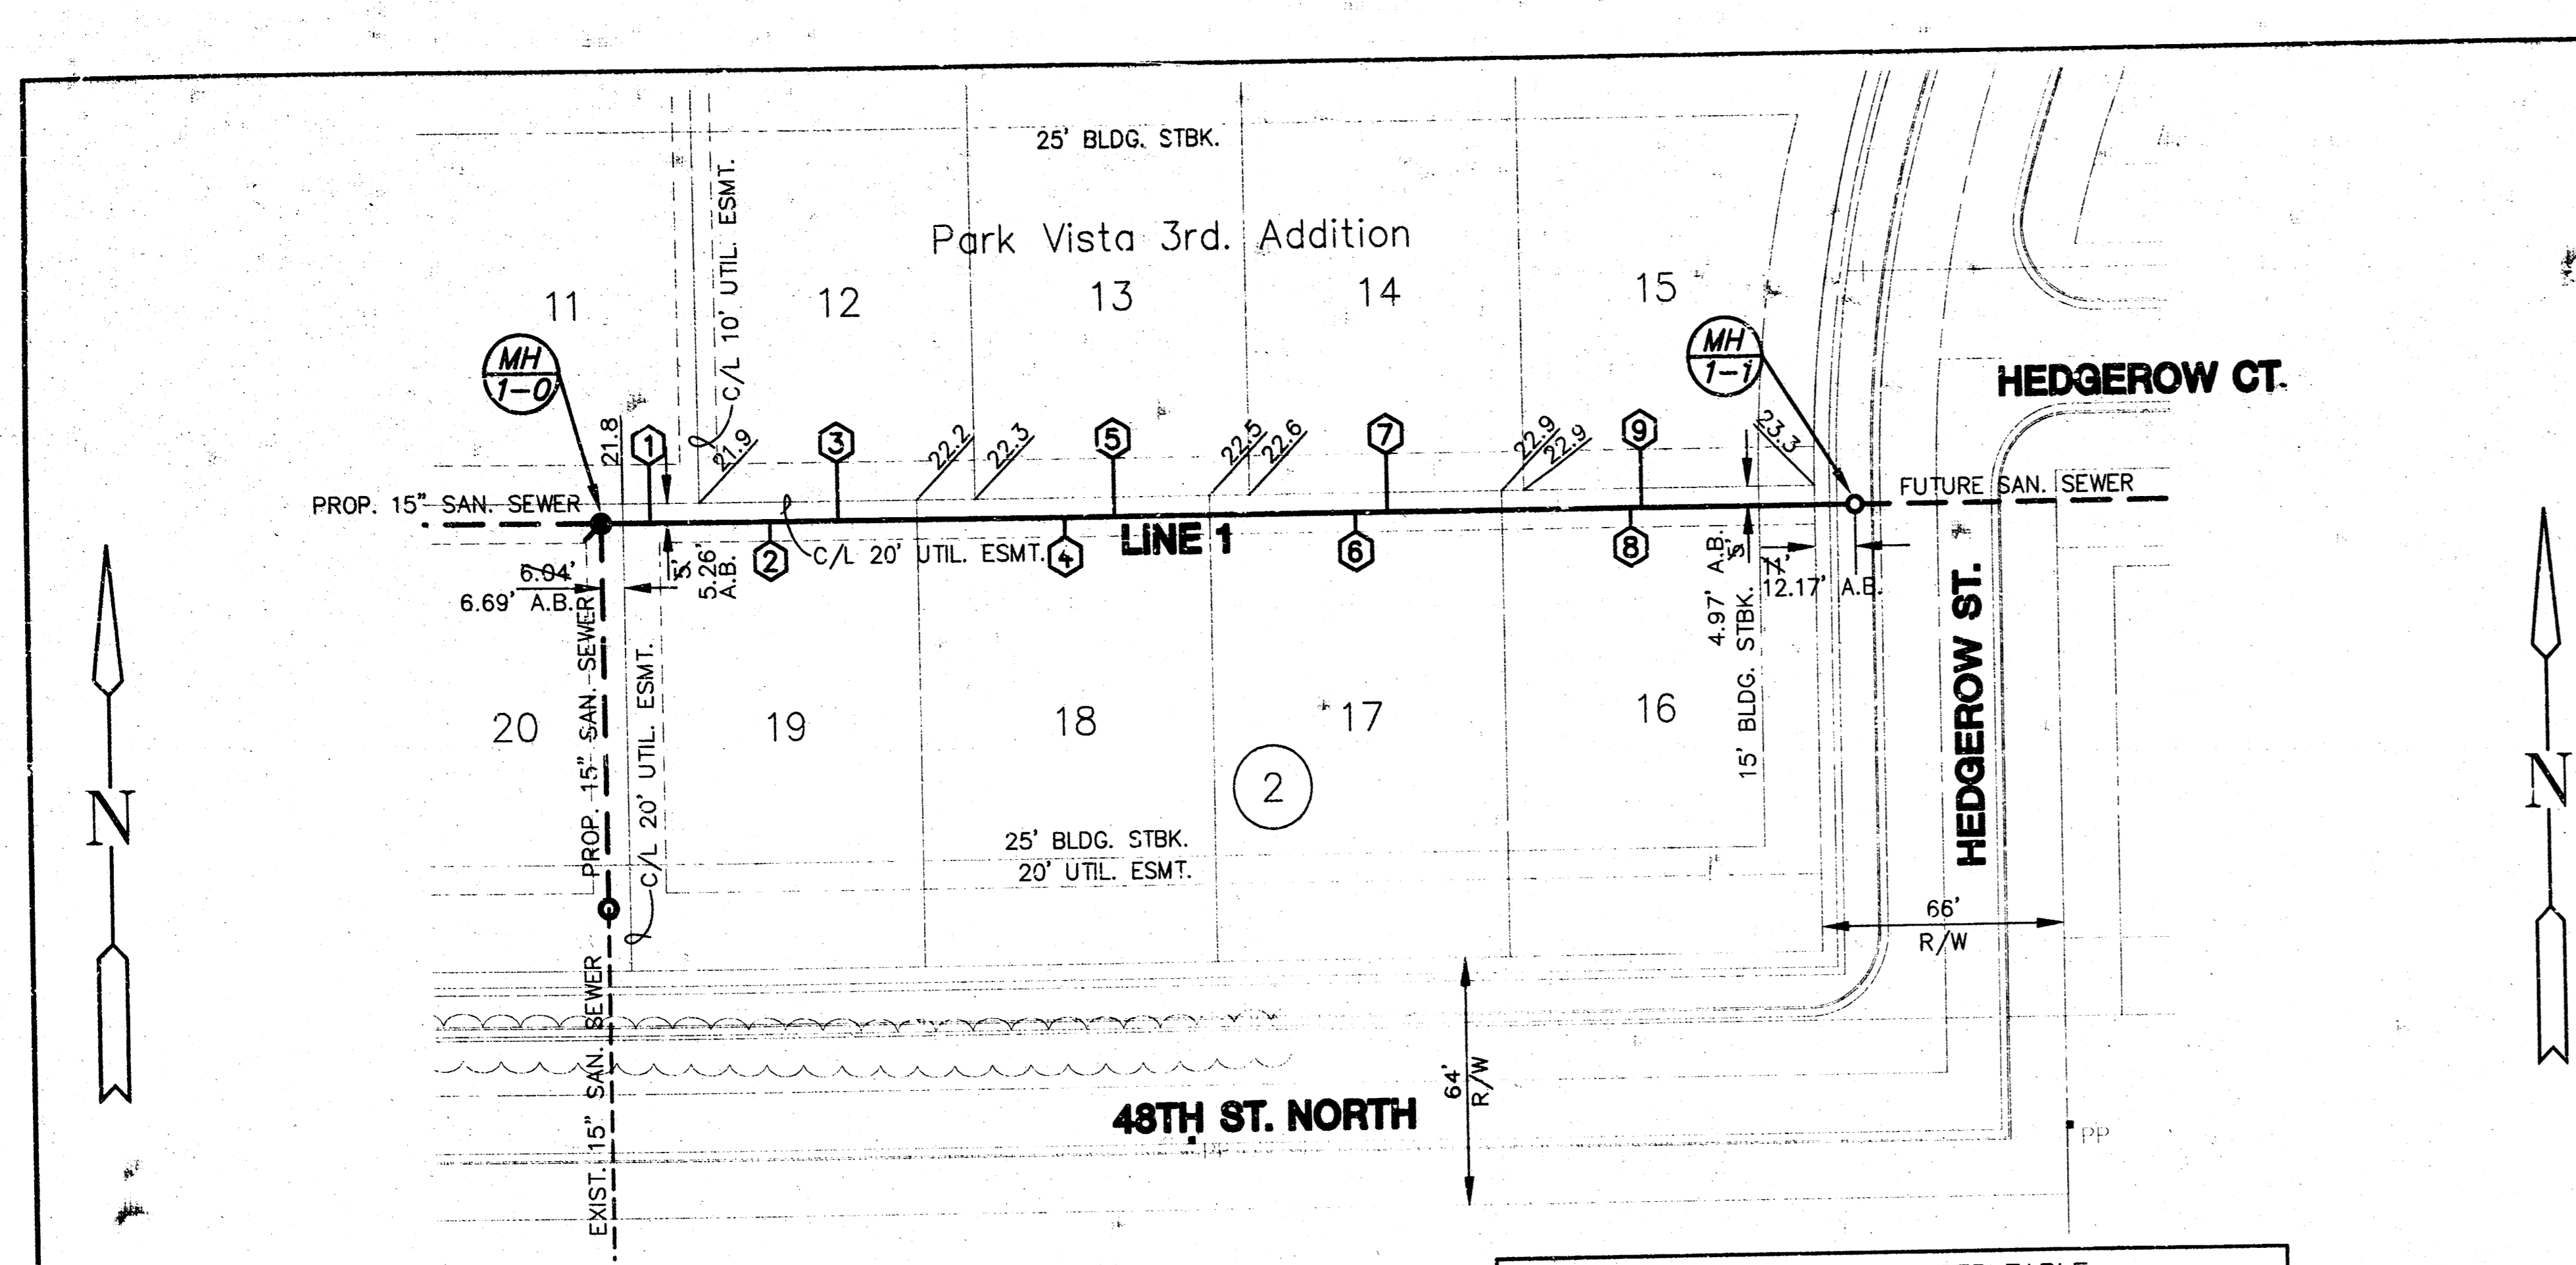 25' BLDG. STBK.
C/L 10' UTIL. ESMT.
Park Vista 3rd. Addition
11
12
13
14
15
MH
1-0
MH
1-i
HEDGEROW CT.
21.8
1
21.9
3
22.2
22.3
5
22.5
22.6
7
22.9
22.9
9
23.3
PROP. 15" SAN. SEWER
FUTURE SAN. SEWER
LINE 1
2
C/L 20' UTIL. ESMT.
4
6
8
6.04'
6.69' A.B.
5'
5.26'
A.B.
5'
4.97' A.B.
7'
12.17' A.B.
15' BLDG. STBK.
PROP. 15" SAN. SEWER
C/L 20' UTIL. ESMT.
HEDGEROW ST.
20
19
18
17
16
2
25' BLDG. STBK.
20' UTIL. ESMT.
66'
R/W
N
N
EXIST. 15" SAN. SEWER
64'
R/W
48TH ST. NORTH
PP